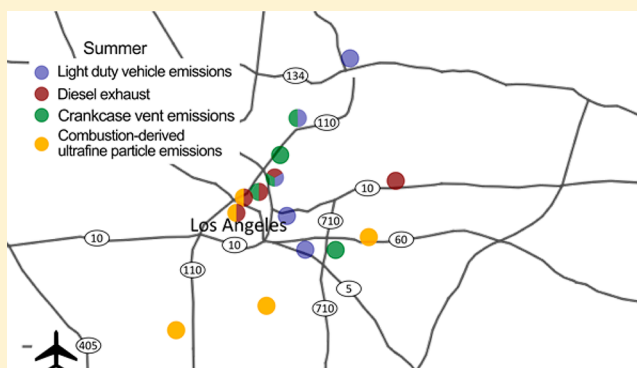 Summer
Light duty vehicle emissions
Diesel exhaust
Crankcase vent emissions
Combustion-derived
ultrafine particle emissions
134
110
10
710
Los Angeles
10
10
60
110
5
710
405